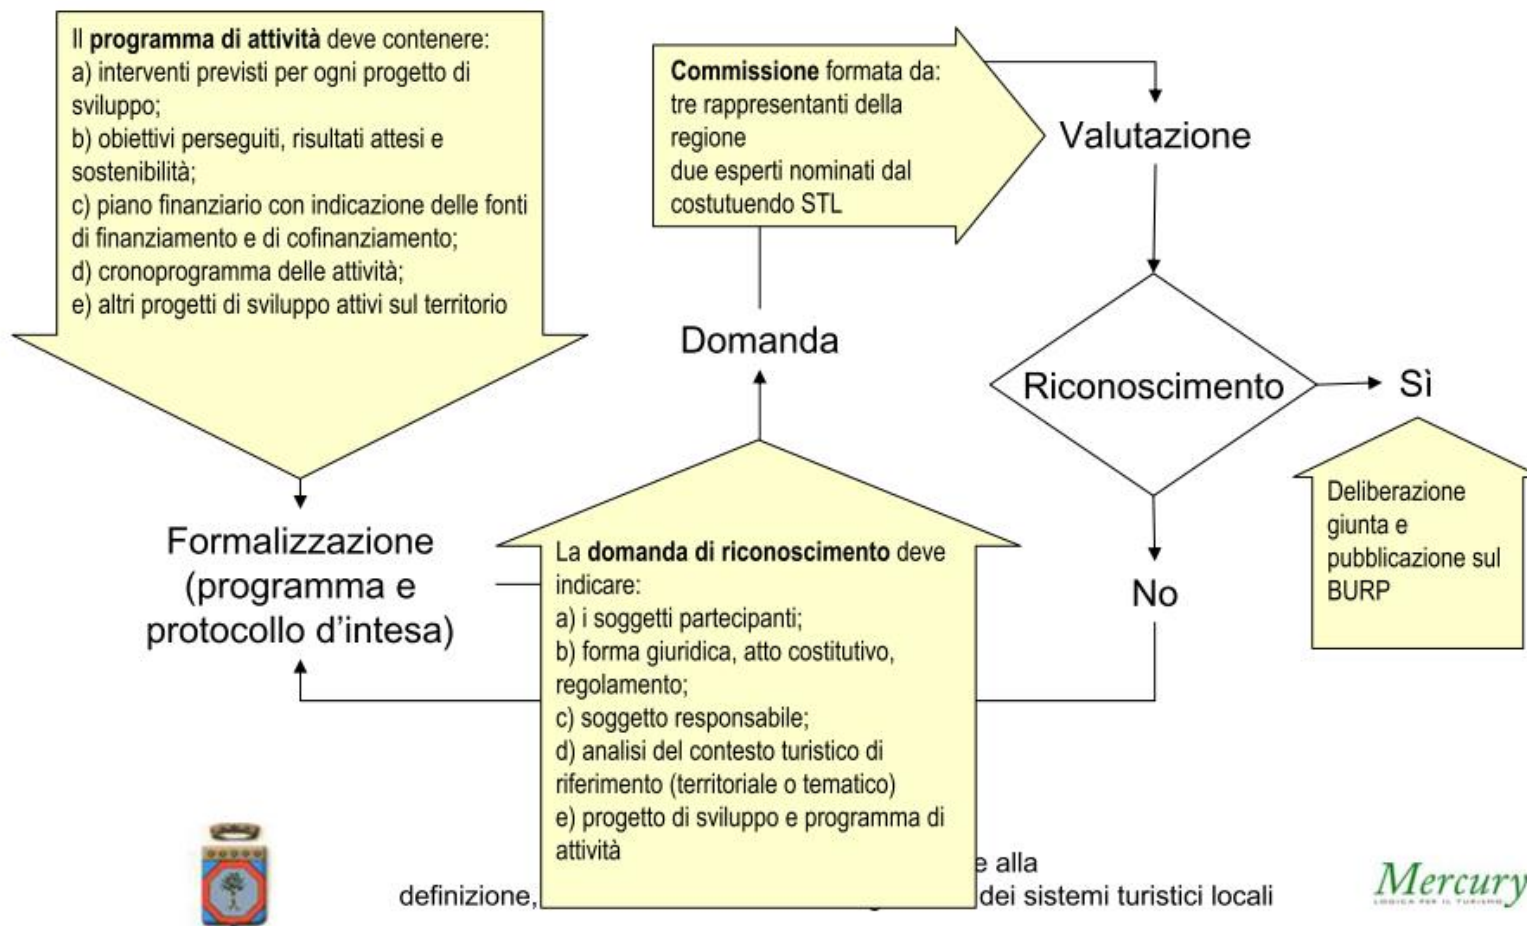 Il programma di attività deve contenere:
a) interventi previsti per ogni progetto di
sviluppo;
b) obiettivi perseguiti, risultati attesi e
sostenibilità;
c) piano finanziario con indicazione delle fonti
di finanziamento e di cofinanziamento;
d) cronoprogramma delle attività;
e) altri progetti di sviluppo attivi sul territorio
Commissione formata da:
tre rappresentanti della
regione
due esperti nominati dal
costutuendo STL
Valutazione
Domanda
Riconoscimento
Sì
Deliberazione
giunta e
pubblicazione sul
BURP
No
Formalizzazione
(programma e
protocollo d'intesa)
La domanda di riconoscimento deve
indicare:
a) i soggetti partecipanti;
b) forma giuridica, atto costitutivo,
regolamento;
c) soggetto responsabile;
d) analisi del contesto turistico di
riferimento (territoriale o tematico)
e) progetto di sviluppo e programma di
attività
e alla
definizione, dei sistemi turistici locali
Mercury
LOGICA PER IL TURISMO